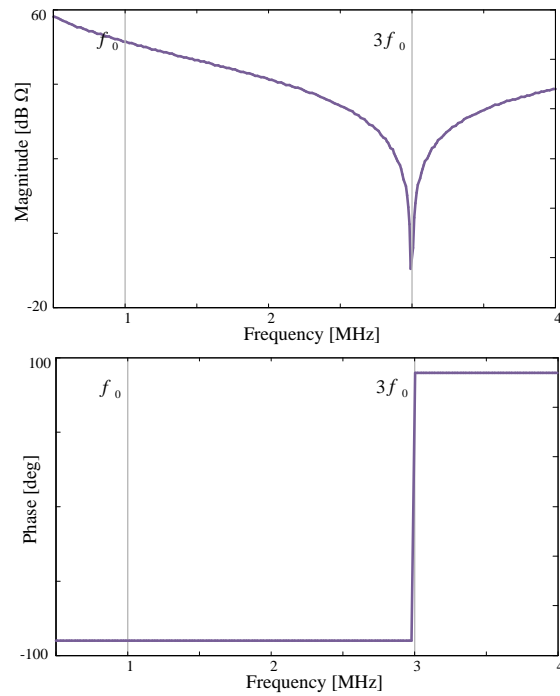 60
f0
3f0
Magnitude [dB Ω]
-20
1
2
3
4
Frequency [MHz]
100
f0
3f0
Phase [deg]
-100
1
2
3
4
Frequency [MHz]